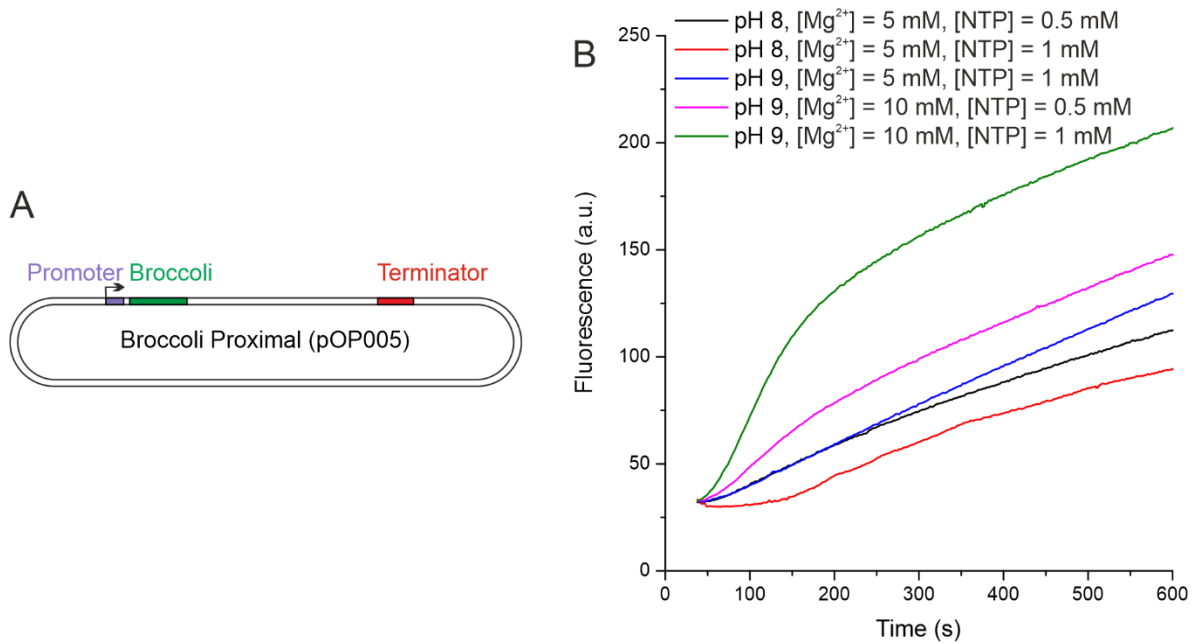 A
Promoter Broccoli Terminator
Broccoli Proximal (pOP005)
B
pH 8, [Mg²⁺] = 5 mM, [NTP] = 0.5 mM
pH 8, [Mg²⁺] = 5 mM, [NTP] = 1 mM
pH 9, [Mg²⁺] = 5 mM, [NTP] = 1 mM
pH 9, [Mg²⁺] = 10 mM, [NTP] = 0.5 mM
pH 9, [Mg²⁺] = 10 mM, [NTP] = 1 mM
Fluorescence (a.u.)
250
200
150
100
50
0
0 100 200 300 400 500 600
Time (s)